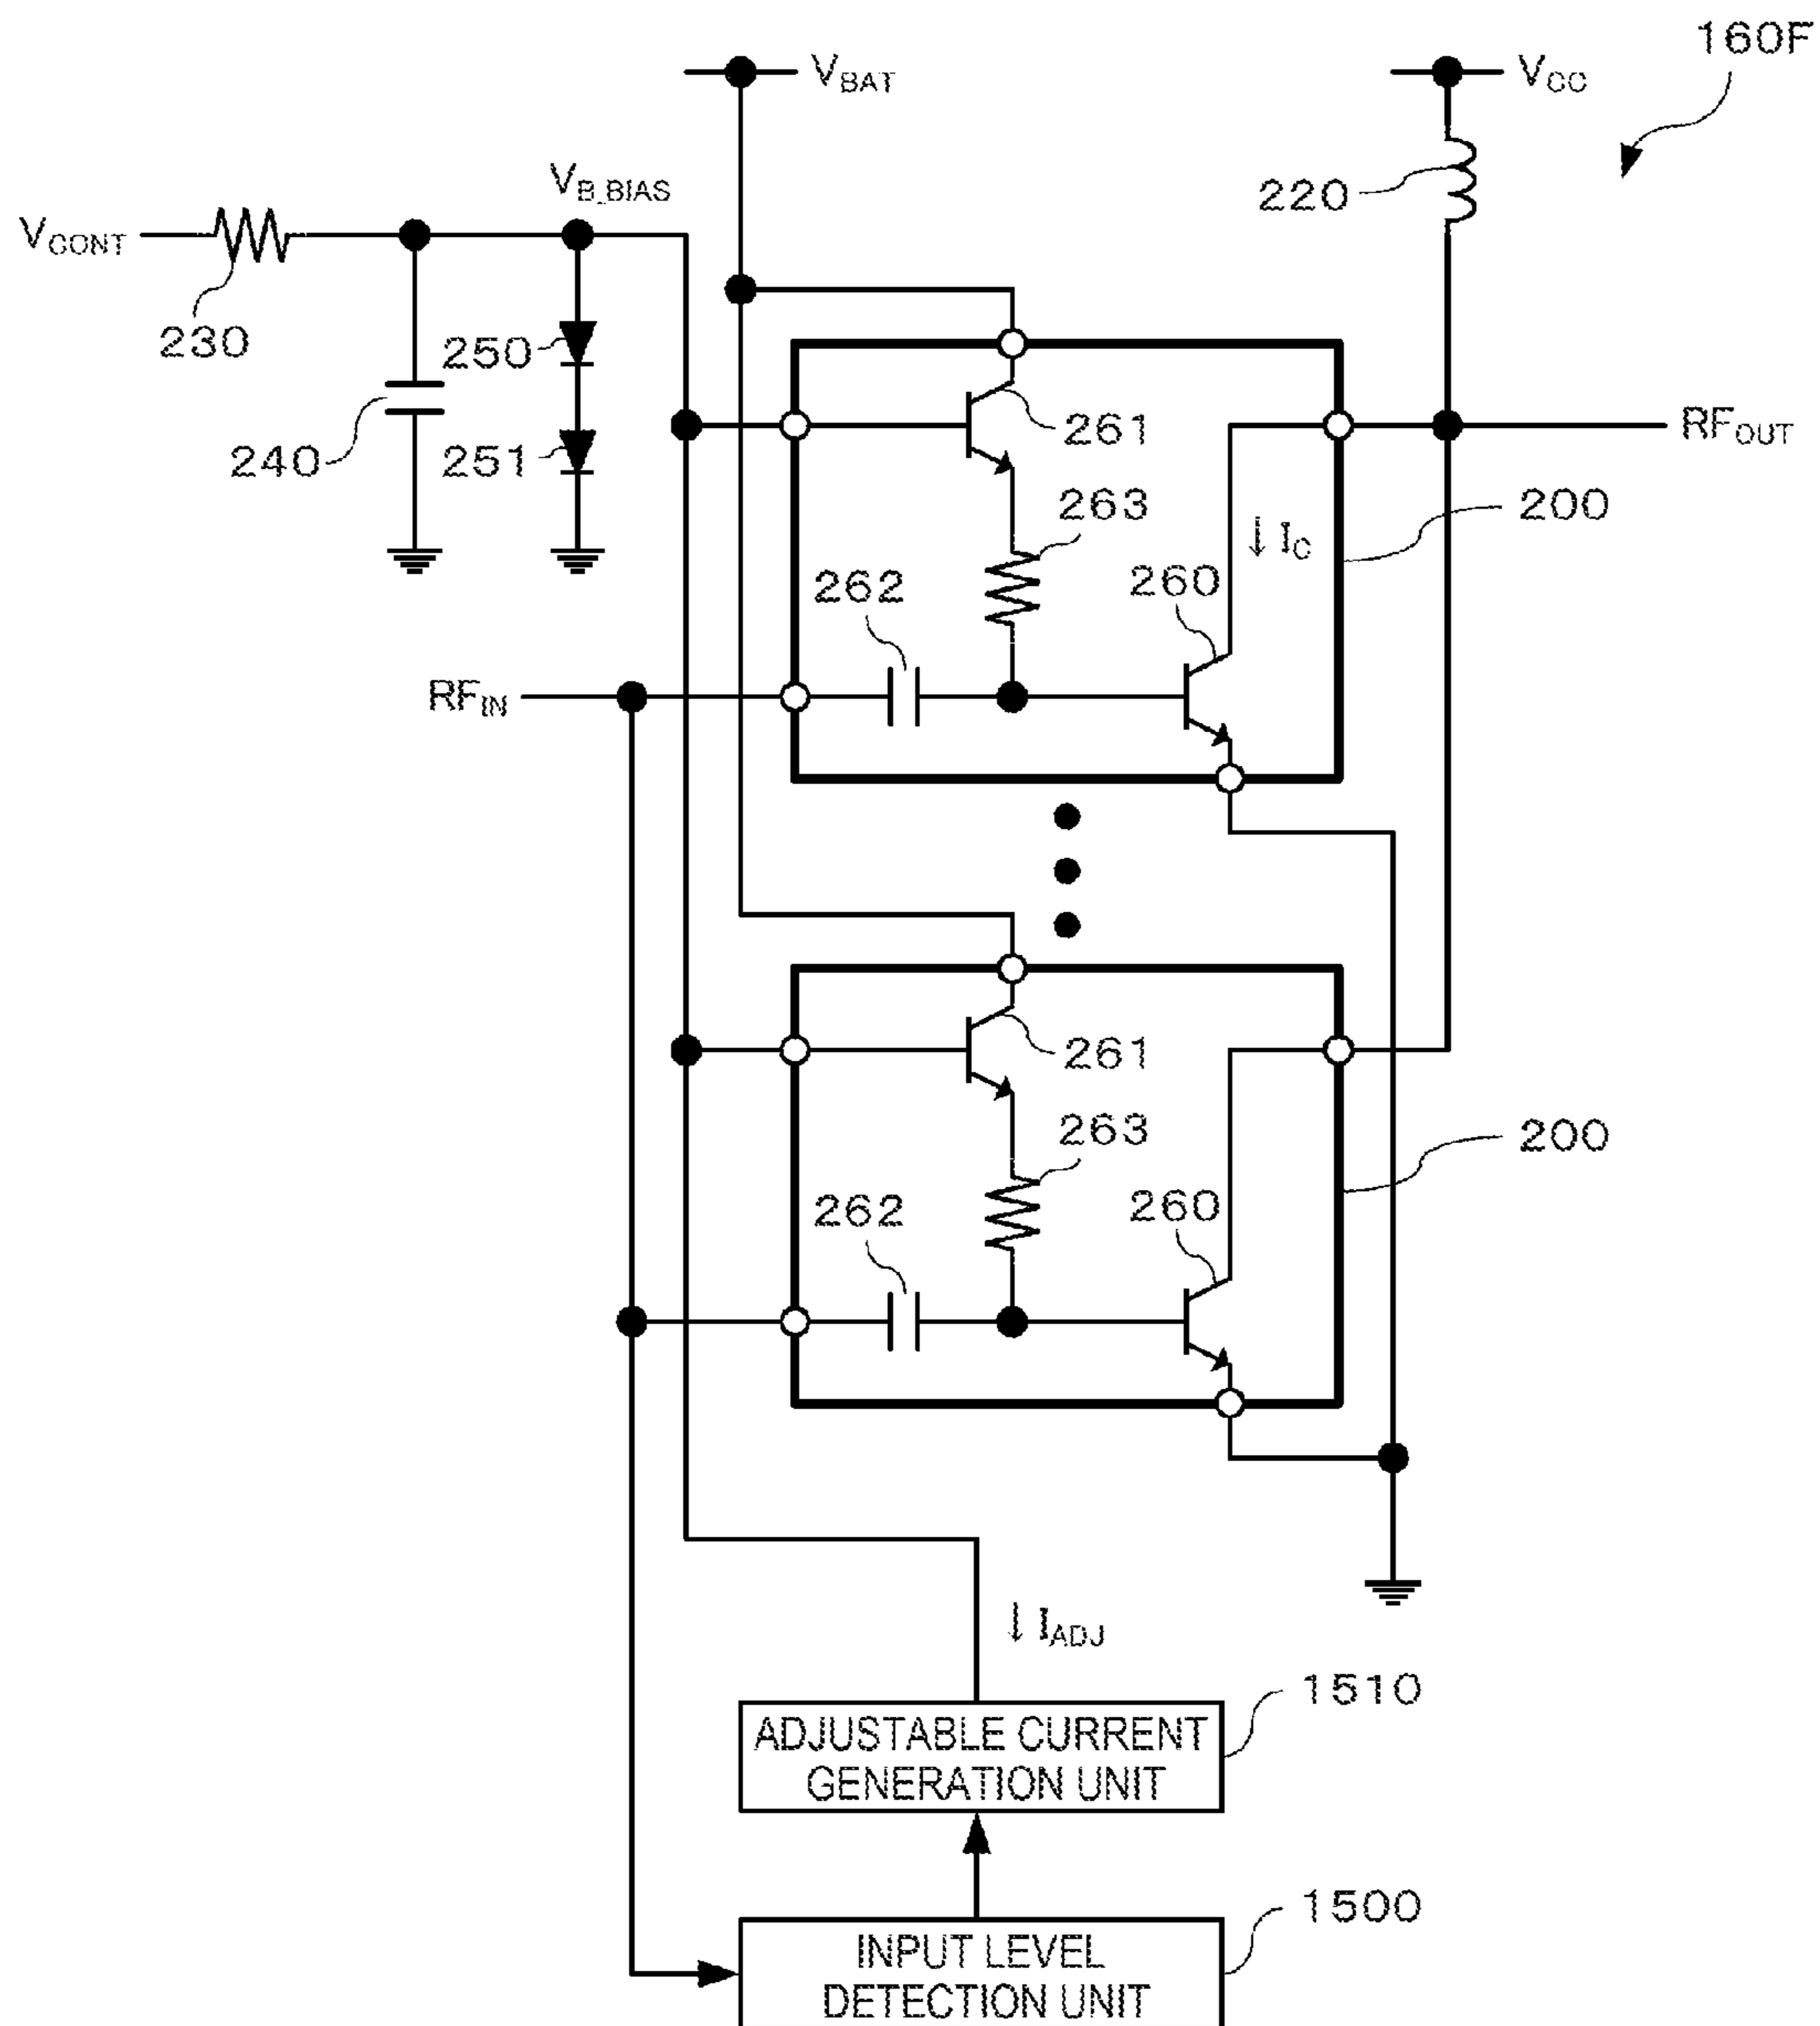 160F
VBAT
VCC
VB_BIAS
220
VCONT
230
250
240
251
261
RFOUT
263
200
↓ IC
262
260
RFIN
261
263
200
262
260
↓ IADJ
1510
ADJUSTABLE CURRENT
GENERATION UNIT
1500
INPUT LEVEL
DETECTION UNIT